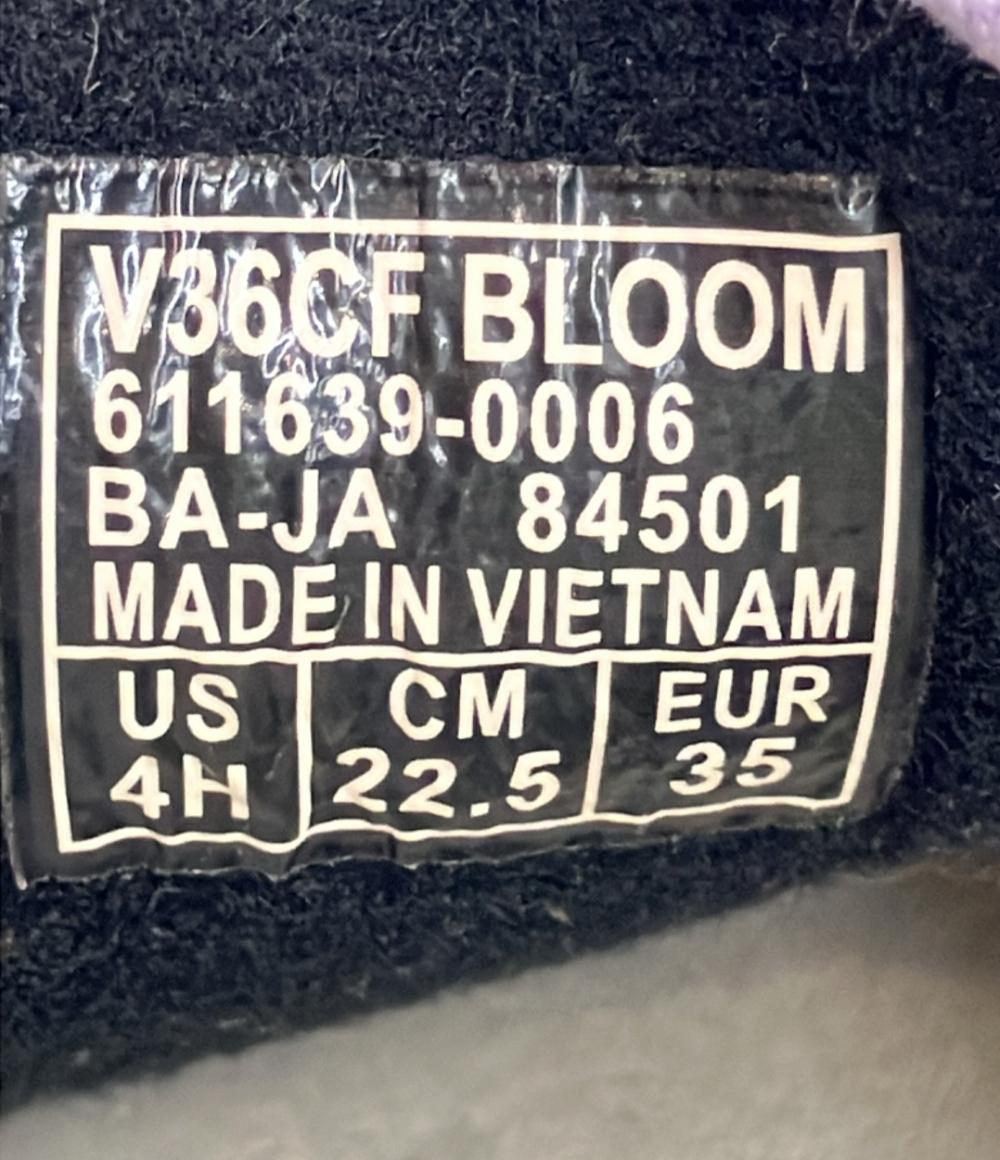 V36CF BLOOM
611639-0006
BA-JA 84501
MADE IN VIETNAM
US CM EUR
4H 22.5 35